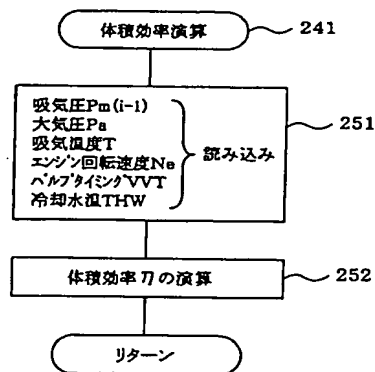 体積効率演算
241
吸気圧Pm(i-1)
大気圧Pa
吸気温度T
エンジン回転速度Ne
バルブタイミングVVT
冷却水温THW
読み込み
251
体積効率ηの演算
252
リターン